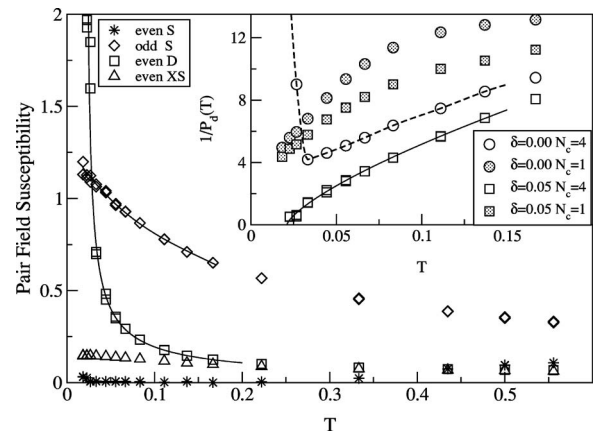 even S
odd S
even D
even XS
Pair Field Susceptibility
2
1.5
1
0.5
0
0
0.1
0.2
0.3
0.4
0.5
T
1/P_d(T)
12
8
4
0
0
0.05
0.1
0.15
T
δ=0.00 N_c=4
δ=0.00 N_c=1
δ=0.05 N_c=4
δ=0.05 N_c=1